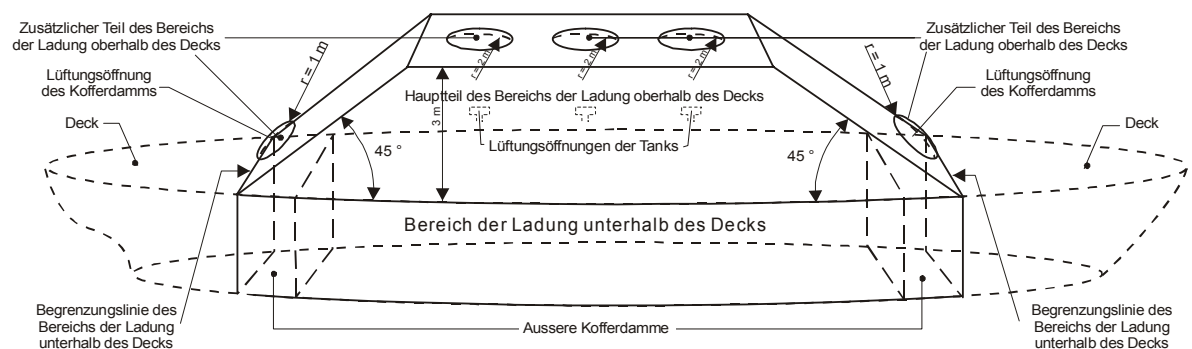 Zusätzlicher Teil des Bereichs
der Ladung oberhalb des Decks
Zusätzlicher Teil des Bereichs
der Ladung oberhalb des Decks
r = 1 m
r = 2 m
r = 2 m
r = 2 m
r = 1 m
Lüftungsöffnung
des Kofferdamms
Lüftungsöffnung
des Kofferdamms
Hauptteil des Bereichs der Ladung oberhalb des Decks
3 m
Deck
Deck
45 °
Lüftungsöffnungen der Tanks
45 °
Bereich der Ladung unterhalb des Decks
Begrenzungslinie des
Bereichs der Ladung
unterhalb des Decks
Aussere Kofferdamme
Begrenzungslinie des
Bereichs der Ladung
unterhalb des Decks